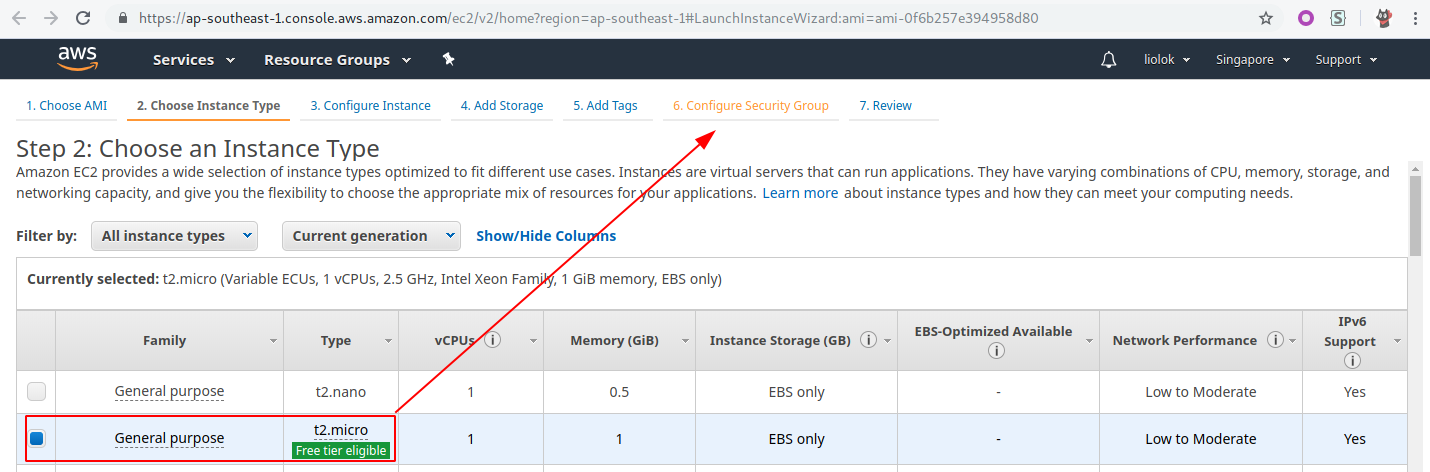 https://ap-southeast-1.console.aws.amazon.com/ec2/v2/home?region=ap-southeast-1#LaunchInstanceWizard:ami=ami-0f6b257e394958d80
aws Services Resource Groups liolok Singapore Support
1. Choose AMI 2. Choose Instance Type 3. Configure Instance 4. Add Storage 5. Add Tags 6. Configure Security Group 7. Review
Step 2: Choose an Instance Type
Amazon EC2 provides a wide selection of instance types optimized to fit different use cases. Instances are virtual servers that can run applications. They have varying combinations of CPU, memory, storage, and
networking capacity, and give you the flexibility to choose the appropriate mix of resources for your applications. Learn more about instance types and how they can meet your computing needs.
Filter by: All instance types Current generation Show/Hide Columns
Currently selected: t2.micro (Variable ECUs, 1 vCPUs, 2.5 GHz, Intel Xeon Family, 1 GiB memory, EBS only)
Family Type vCPUs Memory (GiB) Instance Storage (GB) EBS-Optimized Available Network Performance IPv6 Support
General purpose t2.nano 1 0.5 EBS only - Low to Moderate Yes
General purpose t2.micro 1 1 EBS only - Low to Moderate Yes
Free tier eligible